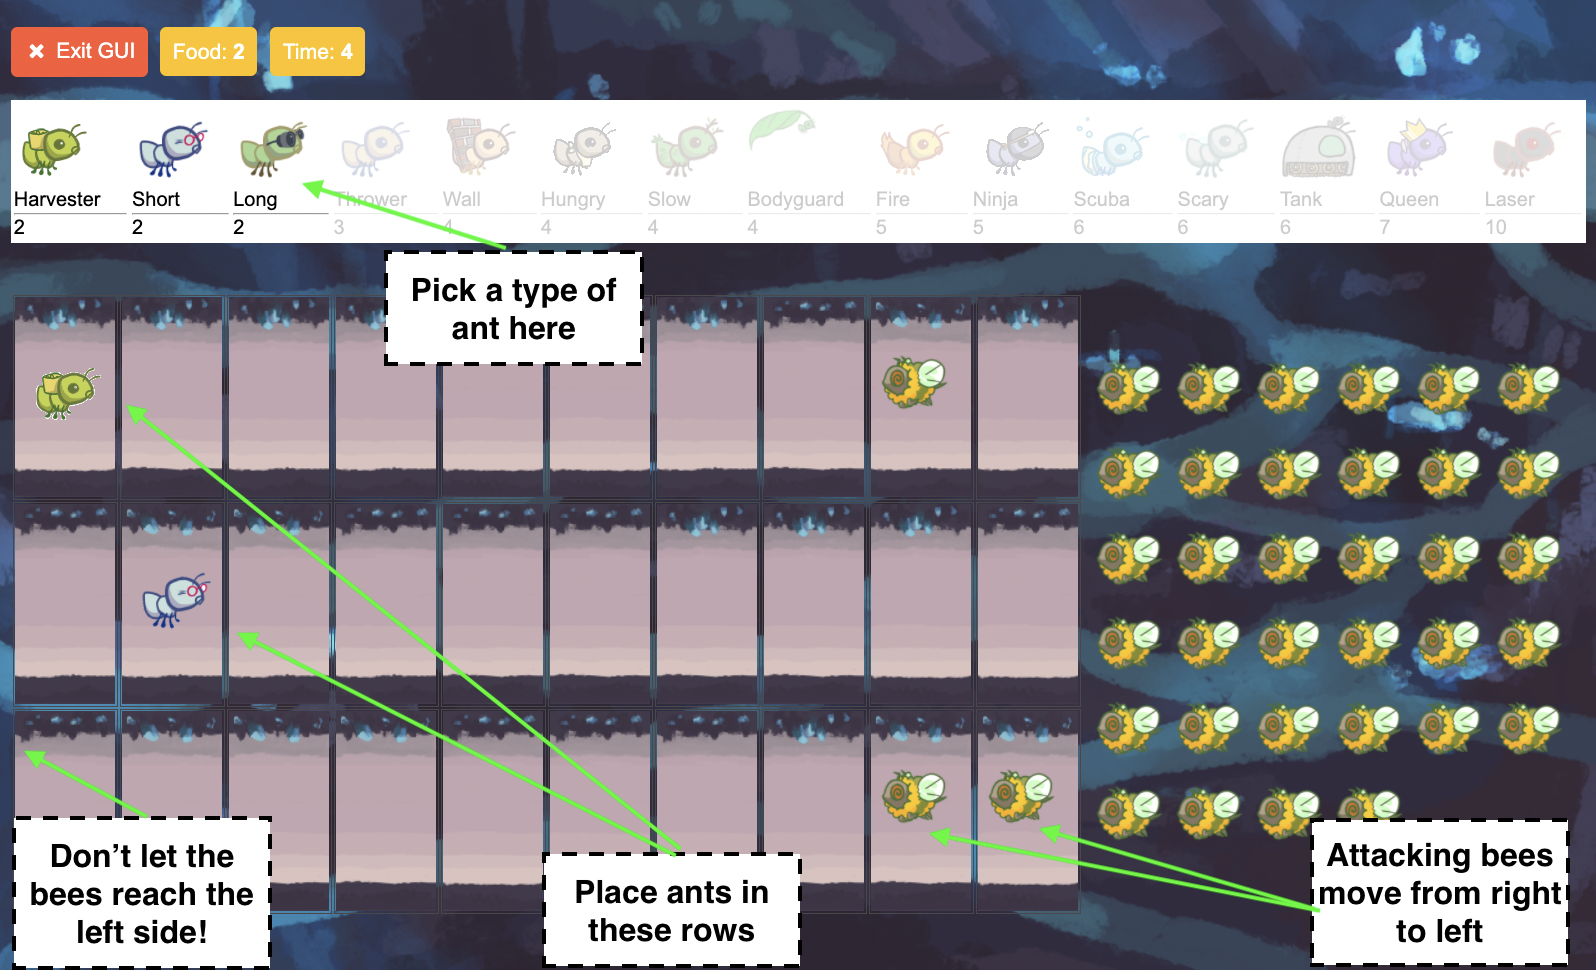 ✖ Exit GUI Food: 2 Time: 4
Harvester Short Long Thrower Wall Hungry Slow Bodyguard Fire Ninja Scuba Scary Tank Queen Laser
2 2 2 3 4 4 4 4 5 5 6 6 6 7 10
Pick a type of
ant here
Don't let the
bees reach the
left side!
Place ants in
these rows
Attacking bees
move from right
to left